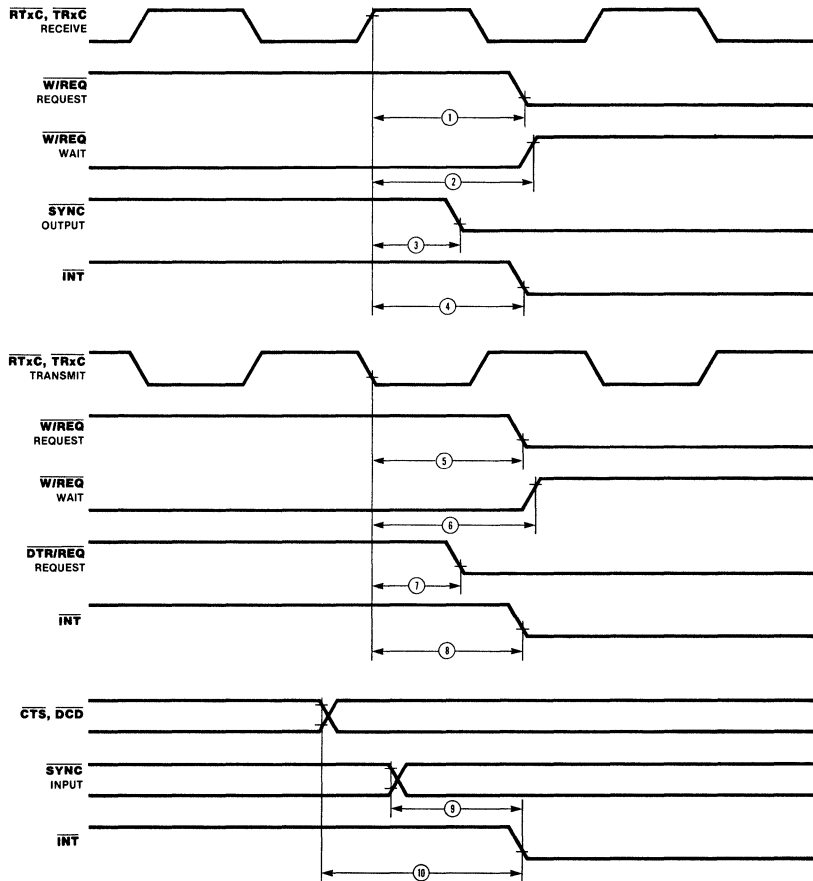 RTxC, TRxC
RECEIVE
W/REQ
REQUEST
1
W/REQ
WAIT
2
SYNC
OUTPUT
3
INT
4
RTxC, TRxC
TRANSMIT
W/REQ
REQUEST
5
W/REQ
WAIT
6
DTR/REQ
REQUEST
7
INT
8
CTS, DCD
SYNC
INPUT
9
INT
10